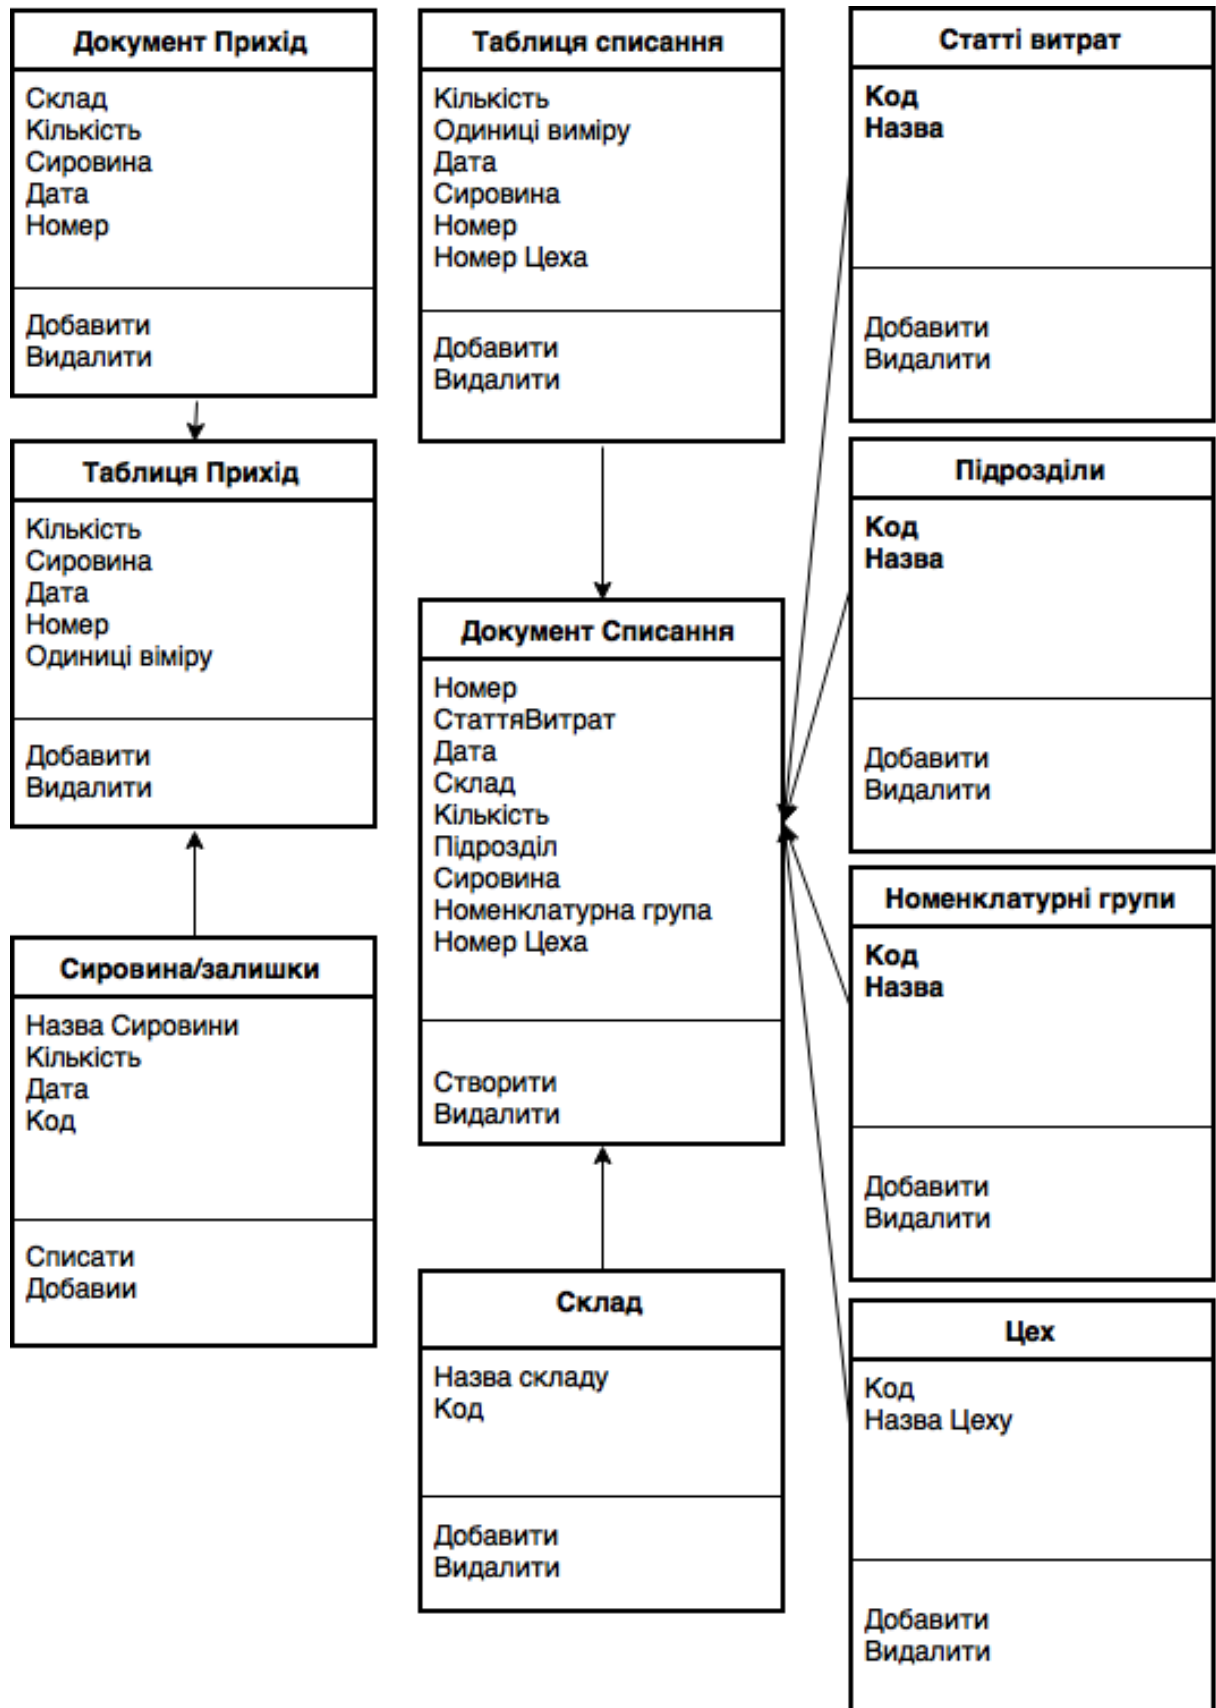 Документ Прихід
Склад
Кількість
Сировина
Дата
Номер
Добавити
Видалити
Таблиця Прихід
Кількість
Сировина
Дата
Номер
Одиниці віміру
Добавити
Видалити
Сировина/залишки
Назва Сировини
Кількість
Дата
Код
Списати
Добавии
Таблиця списання
Кількість
Одиниці виміру
Дата
Сировина
Номер
Номер Цеха
Добавити
Видалити
Документ Списання
Номер
СтаттяВитрат
Дата
Склад
Кількість
Підрозділ
Сировина
Номенклатурна група
Номер Цеха
Створити
Видалити
Склад
Назва складу
Код
Добавити
Видалити
Статті витрат
Код
Назва
Добавити
Видалити
Підрозділи
Код
Назва
Добавити
Видалити
Номенклатурні групи
Код
Назва
Добавити
Видалити
Цех
Код
Назва Цеху
Добавити
Видалити